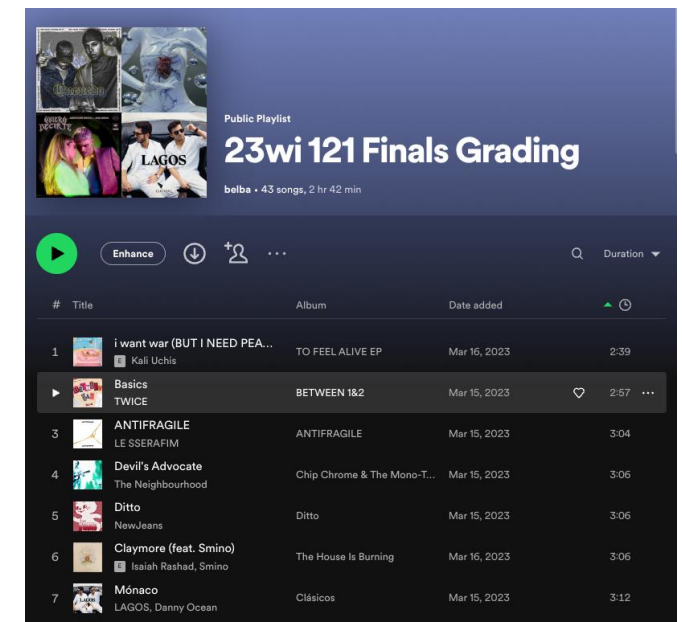 Public Playlist
23wi 121 Finals Grading
belba • 43 songs, 2 hr 42 min
Enhance
Duration
# Title Album Date added
1 i want war (BUT I NEED PEA... TO FEEL ALIVE EP Mar 16, 2023 2:39
E Kali Uchis
Basics BETWEEN 1&2 Mar 15, 2023 2:57
TWICE
3 ANTIFRAGILE ANTIFRAGILE Mar 15, 2023 3:04
LE SSERAFIM
4 Devil's Advocate Chip Chrome & The Mono-T... Mar 15, 2023 3:06
The Neighbourhood
5 Ditto Ditto Mar 15, 2023 3:06
NewJeans
6 Claymore (feat. Smino) The House Is Burning Mar 16, 2023 3:06
E Isaiah Rashad, Smino
7 Mónaco Clásicos Mar 15, 2023 3:12
LAGOS, Danny Ocean
QUIERO DECIRTE
LAGOS